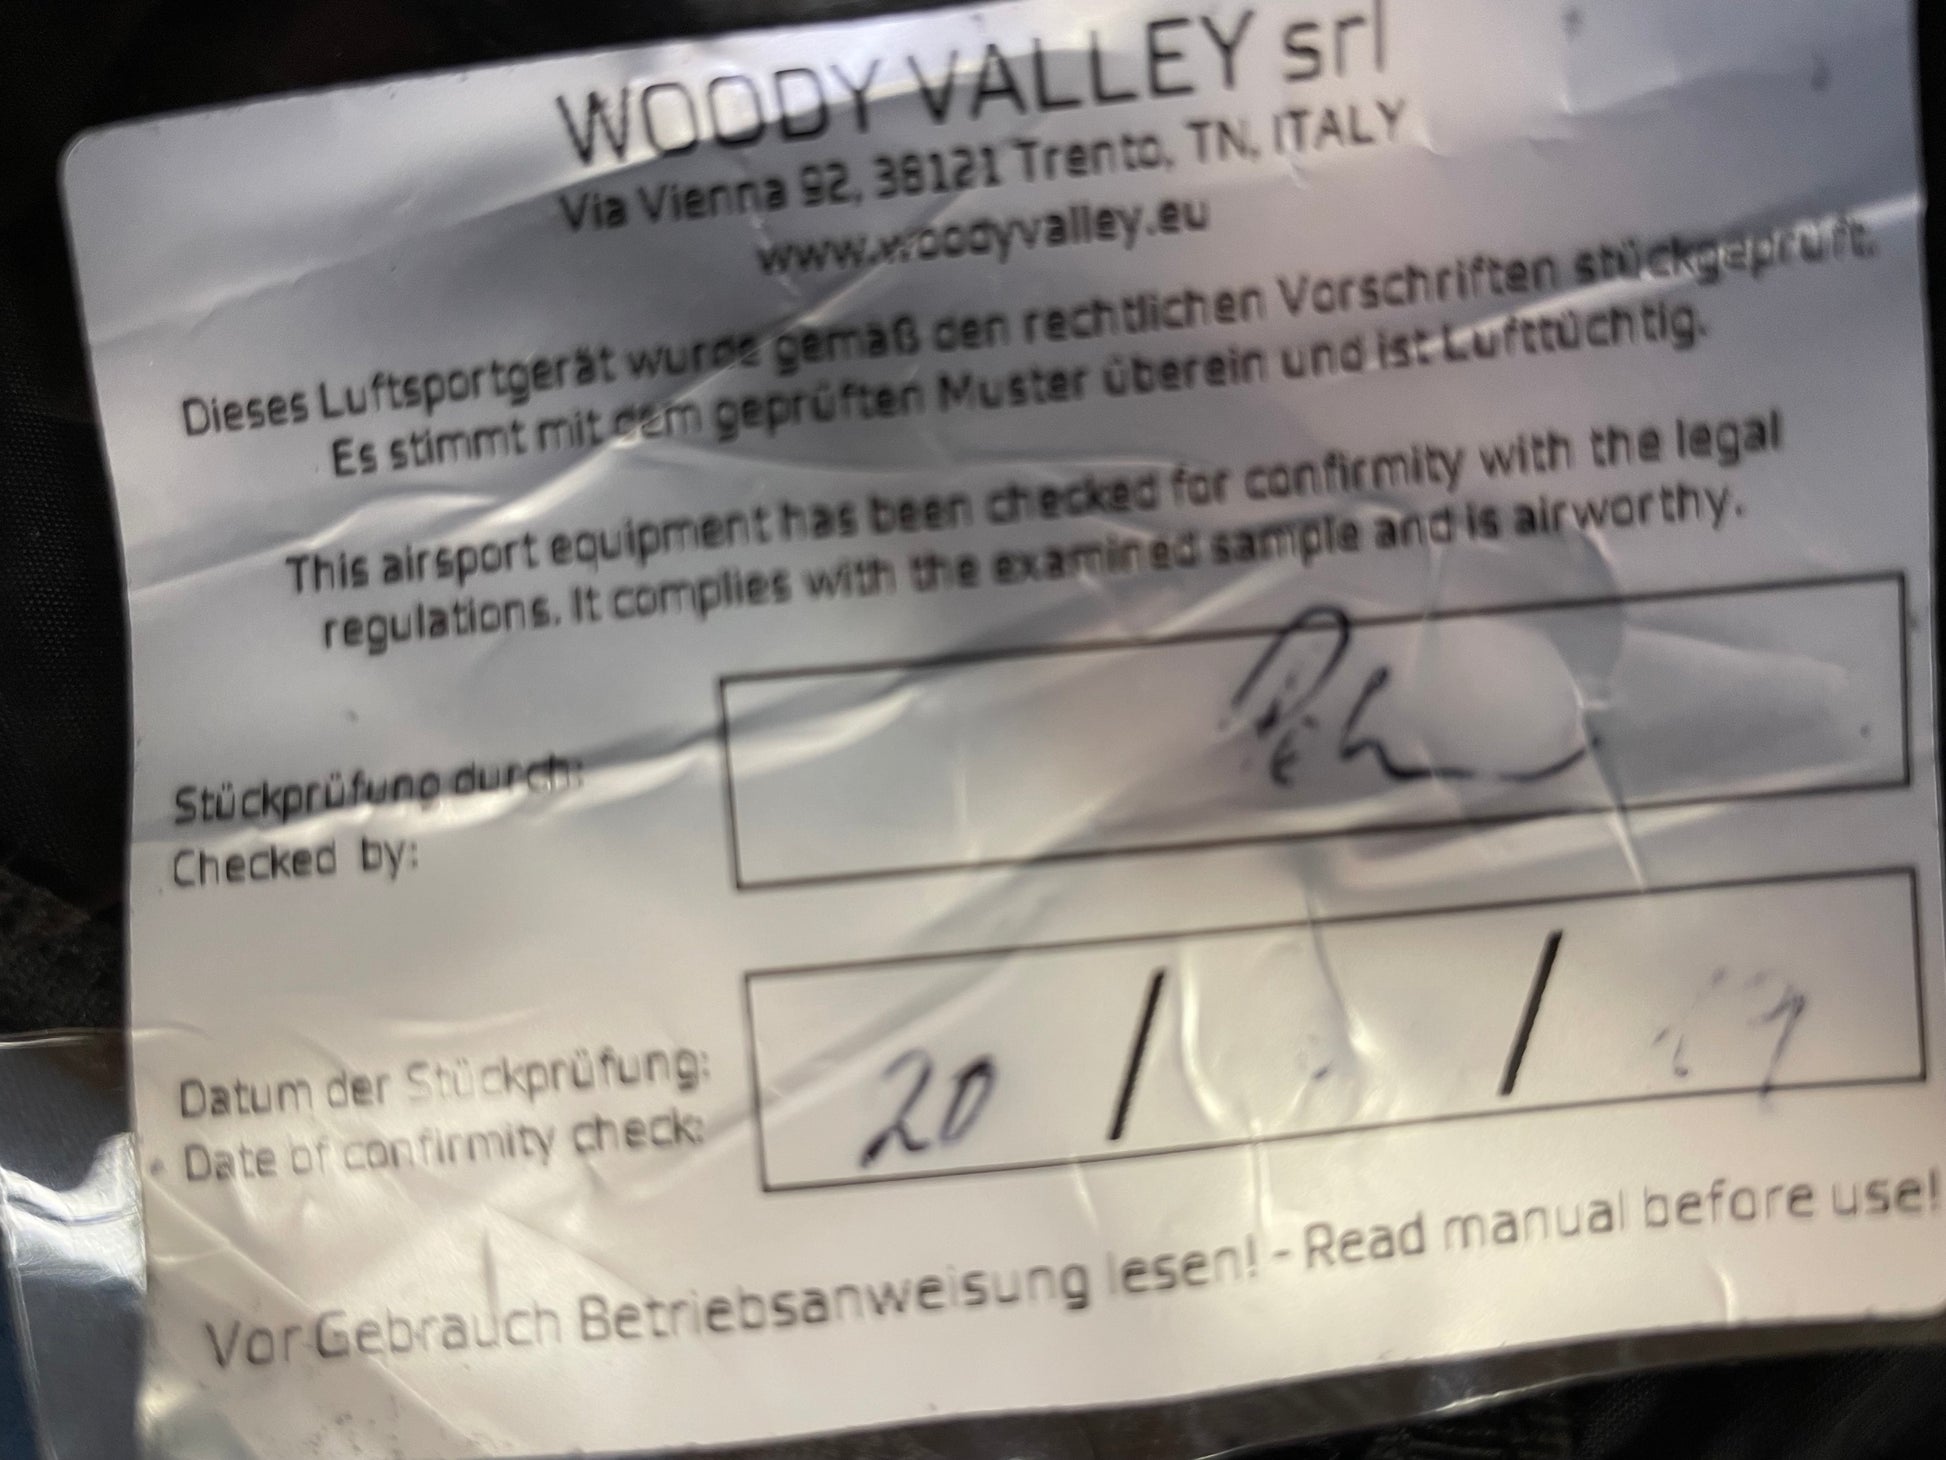 WOODY VALLEY srl
Via Vienna 92, 38121 Trento, TN, ITALY
www.woodyvalley.eu
Dieses Luftsportgerät wurde gemäß den rechtlichen Vorschriften stückgeprüft.
Es stimmt mit dem geprüften Muster überein und ist Lufttüchtig.
This airsport equipment has been checked for confirmity with the legal
regulations. It complies with the examined sample and is airworthy.
Stückprüfung durch:
Checked by:
Datum der Stückprüfung:
Date of confirmity check:
20 / /
Vor Gebrauch Betriebsanweisung lesen! - Read manual before use!